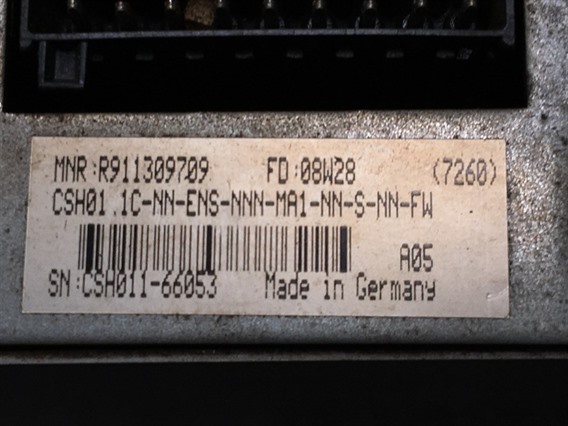 MNR:R911309709 FD:08W28 (7260)
CSH01.1C-NN-ENS-NNN-MA1-NN-S-NN-FW
A05
SN:CSH011-66053 Made in Germany